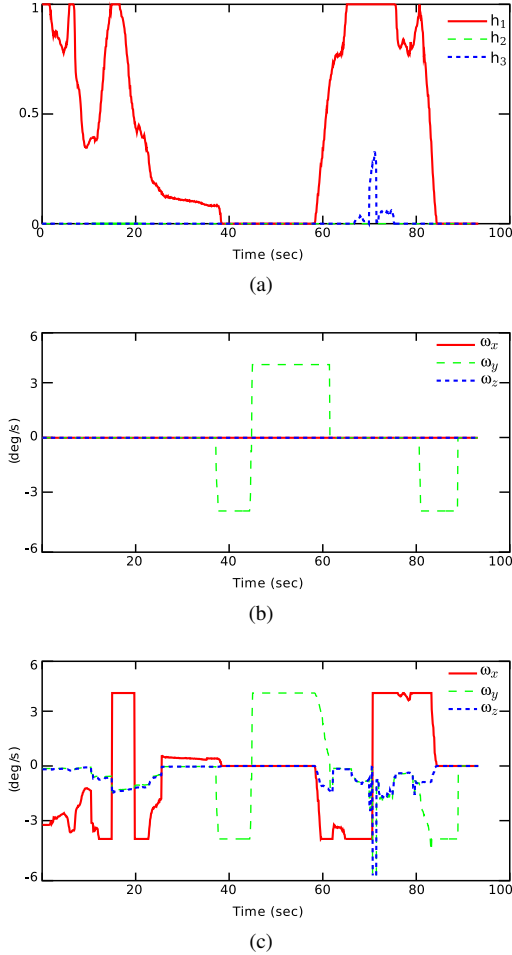 1
0.5
0
0 20 40 60 80 100
Time (sec)
h1
h2
h3
(a)
6
3
0
-3
-6
(deg/s)
20 40 60 80 100
Time (sec)
ωx
ωy
ωz
(b)
6
3
0
-3
-6
(deg/s)
20 40 60 80 100
Time (sec)
ωx
ωy
ωz
(c)